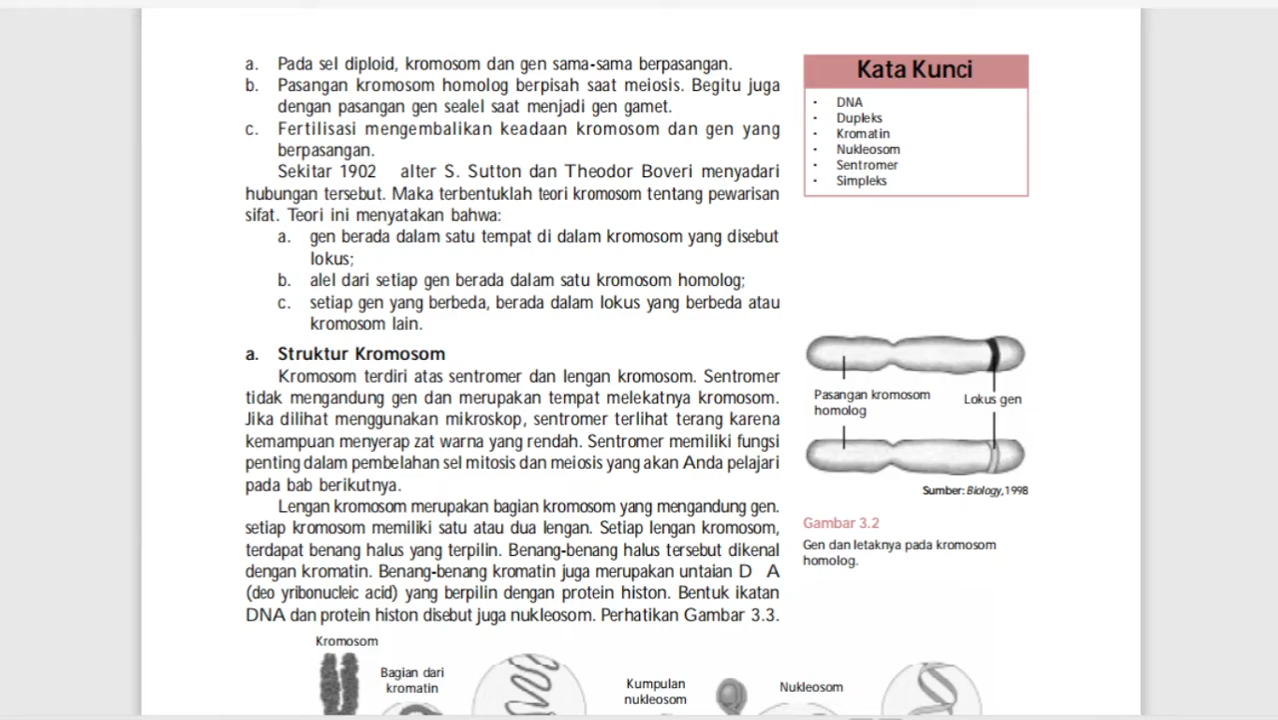 a. Pada sel diploid, kromosom dan gen sama-sama berpasangan.
b. Pasangan kromosom homolog berpisah saat meiosis. Begitu juga
dengan pasangan gen sealel saat menjadi gen gamet.
c. Fertilisasi mengembalikan keadaan kromosom dan gen yang
berpasangan.
Sekitar 1902 alter S. Sutton dan Theodor Boveri menyadari
hubungan tersebut. Maka terbentuklah teori kromosom tentang pewarisan
sifat. Teori ini menyatakan bahwa:
a. gen berada dalam satu tempat di dalam kromosom yang disebut
lokus;
b. alel dari setiap gen berada dalam satu kromosom homolog;
c. setiap gen yang berbeda, berada dalam lokus yang berbeda atau
kromosom lain.
a. Struktur Kromosom
Kromosom terdiri atas sentromer dan lengan kromosom. Sentromer
tidak mengandung gen dan merupakan tempat melekatnya kromosom.
Jika dilihat menggunakan mikroskop, sentromer terlihat terang karena
kemampuan menyerap zat warna yang rendah. Sentromer memiliki fungsi
penting dalam pembelahan sel mitosis dan meiosis yang akan Anda pelajari
pada bab berikutnya.
Lengan kromosom merupakan bagian kromosom yang mengandung gen.
setiap kromosom memiliki satu atau dua lengan. Setiap lengan kromosom,
terdapat benang halus yang terpilin. Benang-benang halus tersebut dikenal
dengan kromatin. Benang-benang kromatin juga merupakan untaian D A
(deo yribonucleic acid) yang berpilin dengan protein histon. Bentuk ikatan
DNA dan protein histon disebut juga nukleosom. Perhatikan Gambar 3.3.
Kromosom
Bagian dari
kromatin
Kumpulan
nukleosom
Nukleosom
Kata Kunci
• DNA
• Dupleks
• Kromatin
• Nukleosom
• Sentromer
• Simpleks
Pasangan kromosom
homolog
Lokus gen
Sumber: Biology, 1998
Gambar 3.2
Gen dan letaknya pada kromosom
homolog.